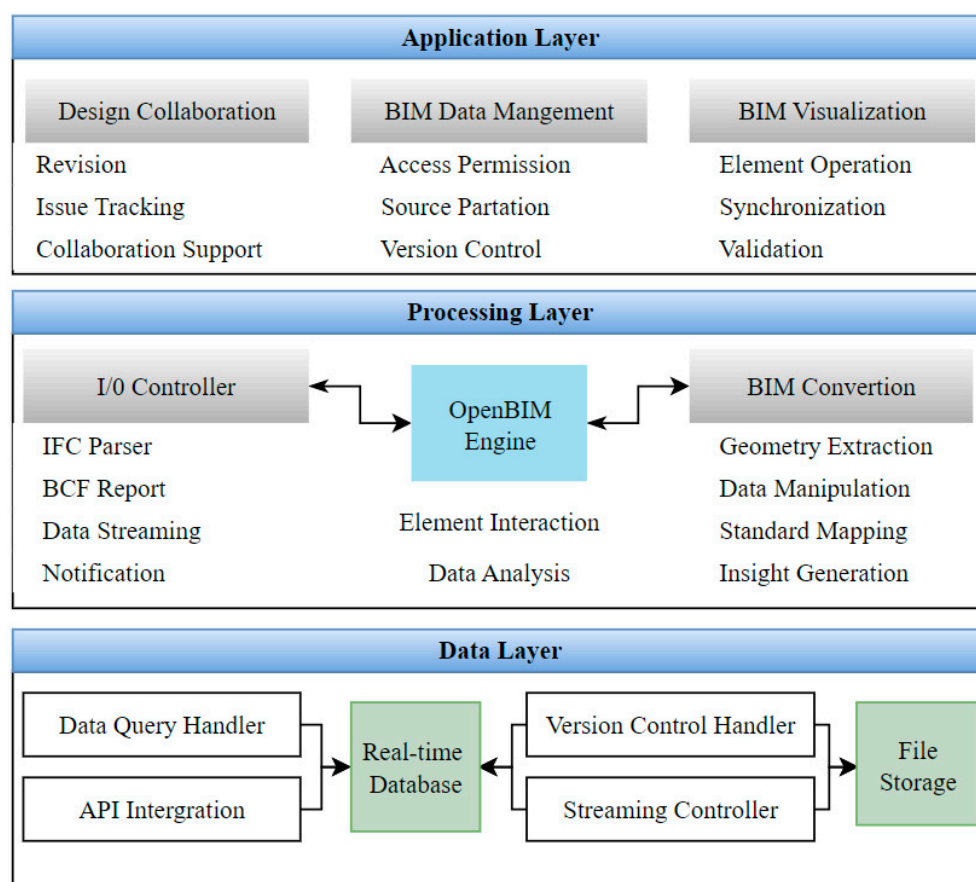 Application Layer
Design Collaboration
Revision
Issue Tracking
Collaboration Support
BIM Data Mangement
Access Permission
Source Partation
Version Control
BIM Visualization
Element Operation
Synchronization
Validation
Processing Layer
I/0 Controller
IFC Parser
BCF Report
Data Streaming
Notification
OpenBIM
Engine
Element Interaction
Data Analysis
BIM Convertion
Geometry Extraction
Data Manipulation
Standard Mapping
Insight Generation
Data Layer
Data Query Handler
API Intergration
Real-time
Database
Version Control Handler
Streaming Controller
File
Storage